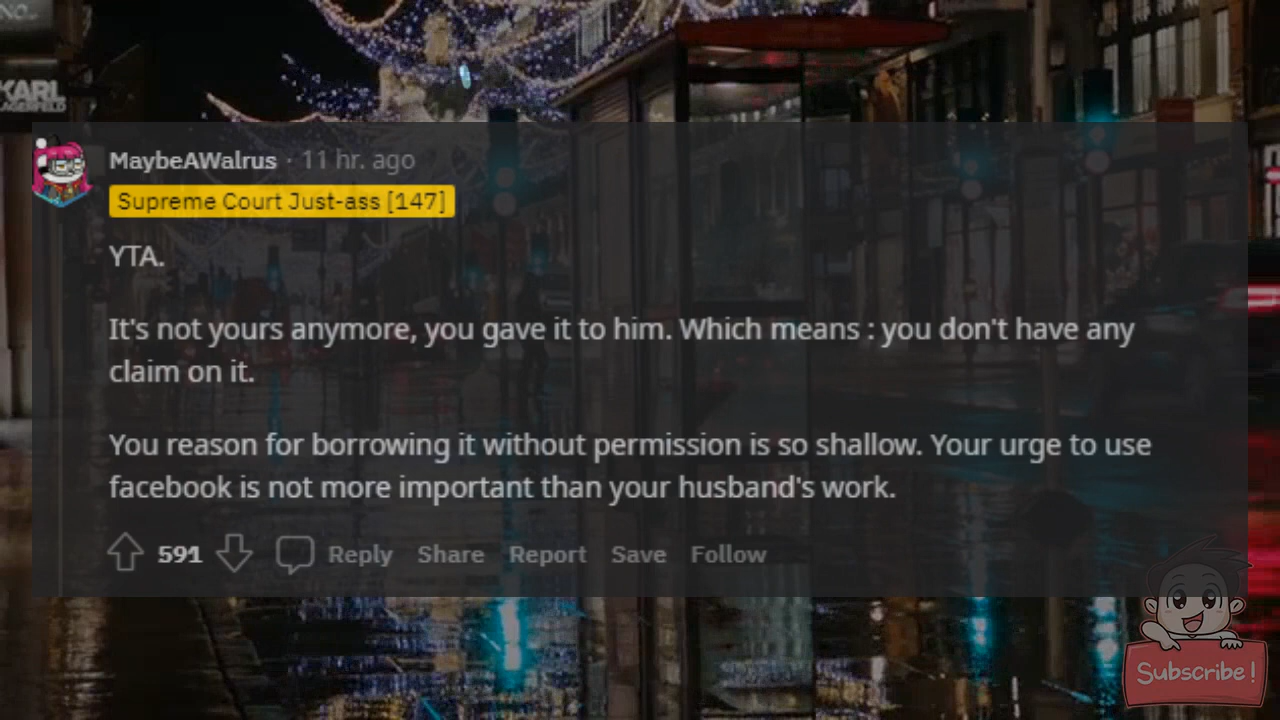 NO..
KARL
LAGERFELD
MaybeAWalrus · 11 hr. ago
Supreme Court Just-ass [147]
YTA.
It's not yours anymore, you gave it to him. Which means : you don't have any
claim on it.
You reason for borrowing it without permission is so shallow. Your urge to use
facebook is not more important than your husband's work.
591 Reply Share Report Save Follow
Subscribe!